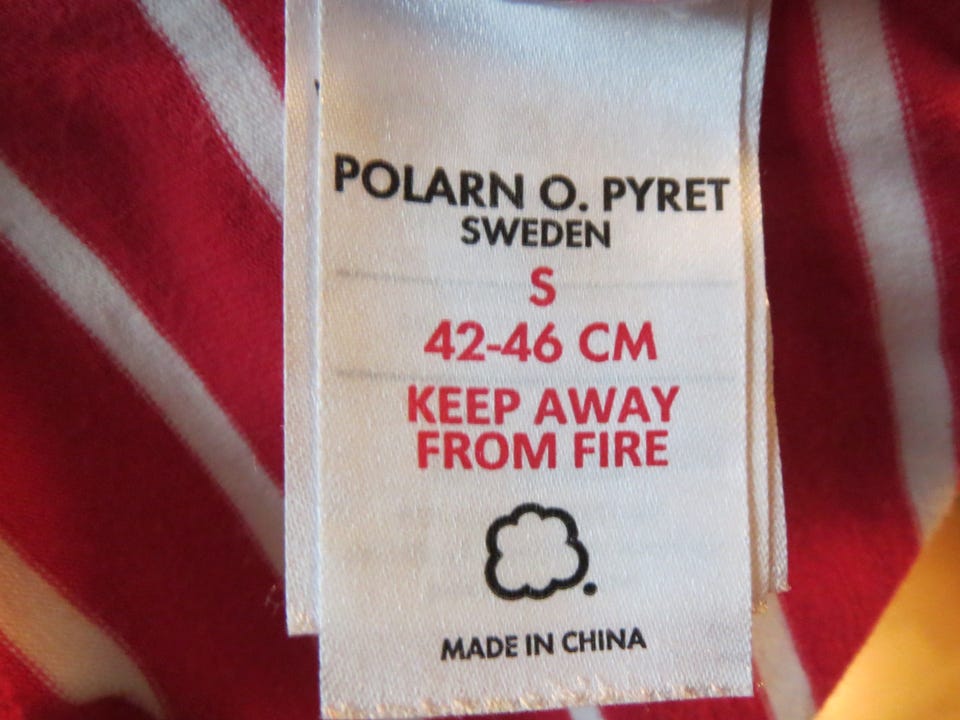 POLARN O. PYRET
SWEDEN
S
42-46 CM
KEEP AWAY
FROM FIRE
MADE IN CHINA